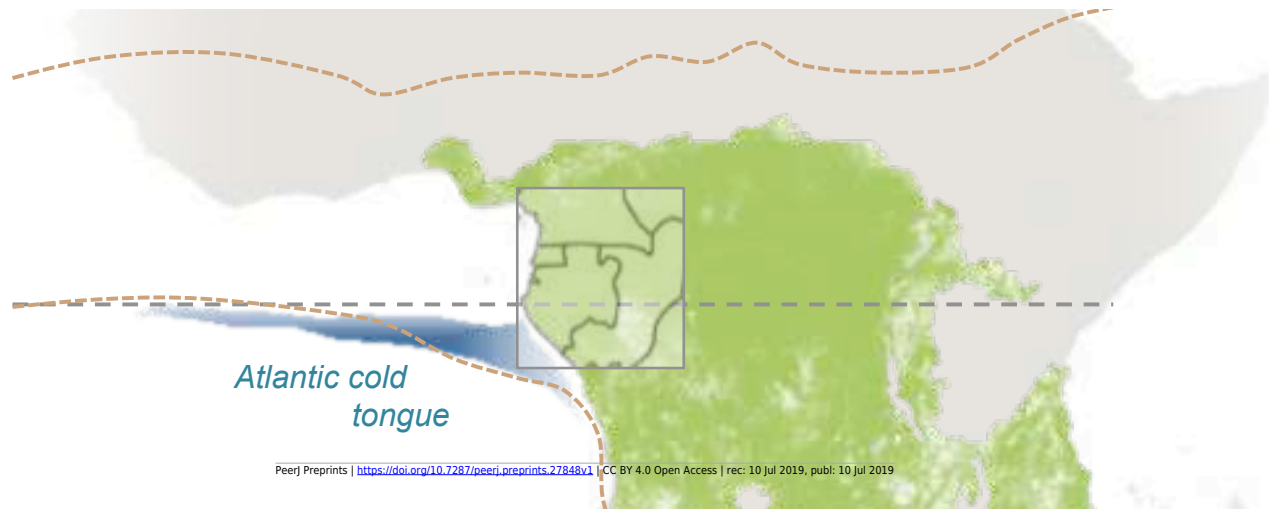 Atlantic cold
tongue
PeerJ Preprints | https://doi.org/10.7287/peerj.preprints.27848v1 | CC BY 4.0 Open Access | rec: 10 Jul 2019, publ: 10 Jul 2019